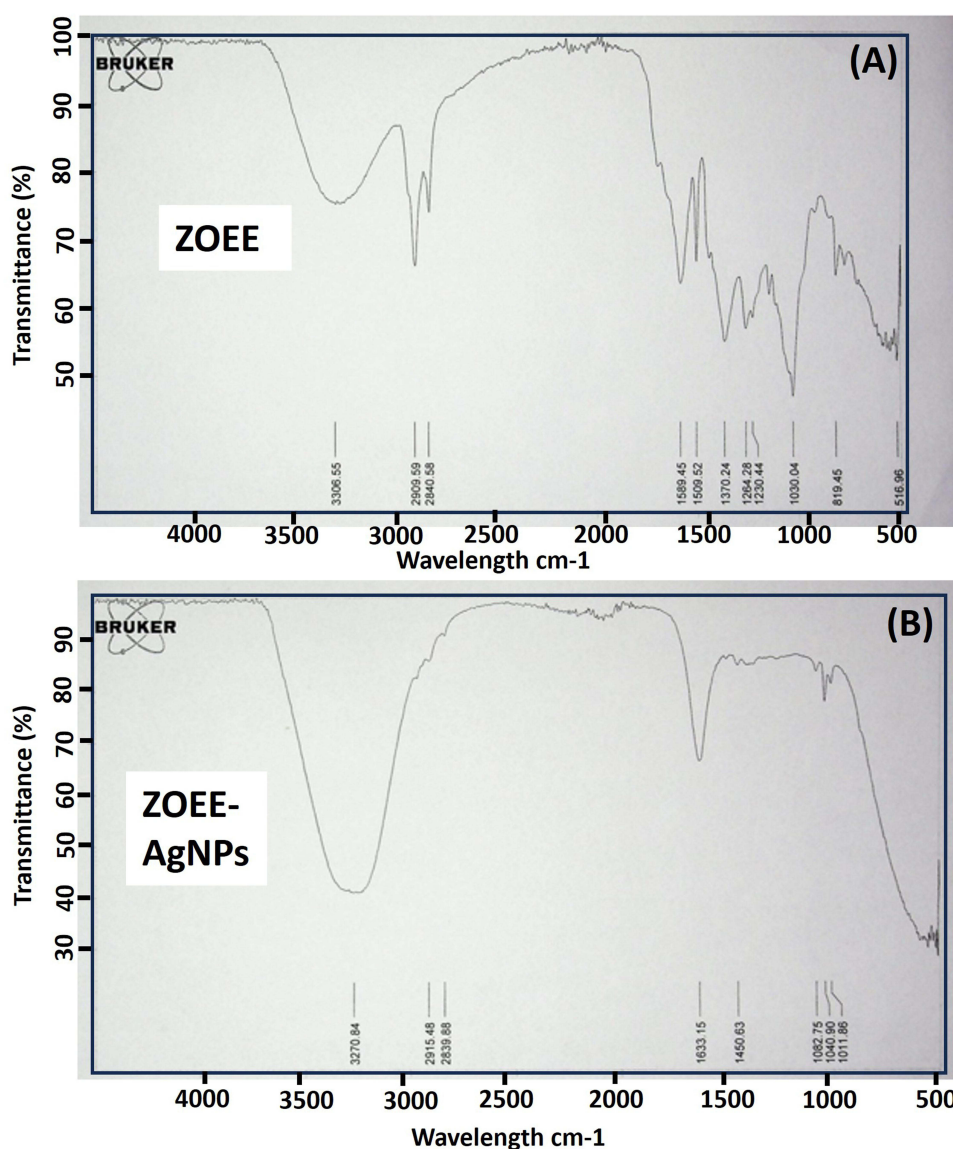 (A)
BRUKER
ZOEE
Transmittance (%)
100
90
80
70
60
50
3306.55
2909.59
2840.58
1589.45
1509.52
1370.24
1264.28
1230.44
1030.04
819.45
516.96
4000 3500 3000 2500 2000 1500 1000 500
Wavelength cm-1
(B)
BRUKER
ZOEE-
AgNPs
Transmittance (%)
90
80
70
60
50
40
30
3270.84
2915.48
2839.88
1633.15
1450.63
1082.75
1040.90
1011.86
4000 3500 3000 2500 2000 1500 1000 500
Wavelength cm-1